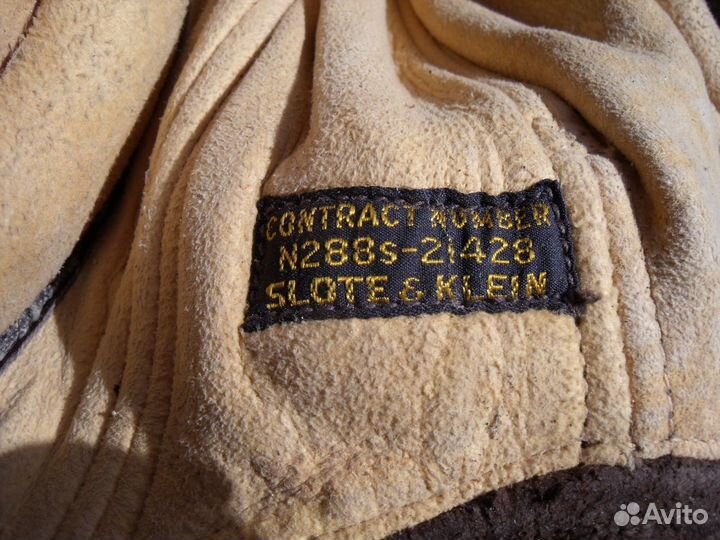 CONTRACT NUMBER
N288s-21428
SLOTE & KLEIN
Avito